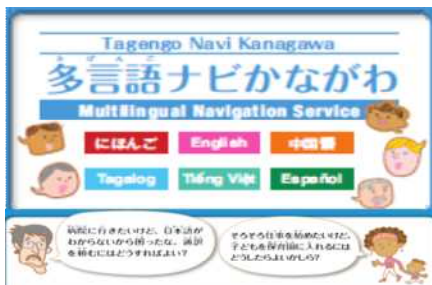 Tagengo Navi Kanagawa
たげんご
多言語ナビかながわ
Multilingual Navigation Service
にほんご English 中国語
Tagalog Tiếng Việt Español
病院に行きたいけど、日本語が
わからないから困ったな。通訳
を頼むにはどうすればよい?
そろそろ仕事を始めたいけど、
子どもを保育園に入れるには
どうしたらよいかしら?